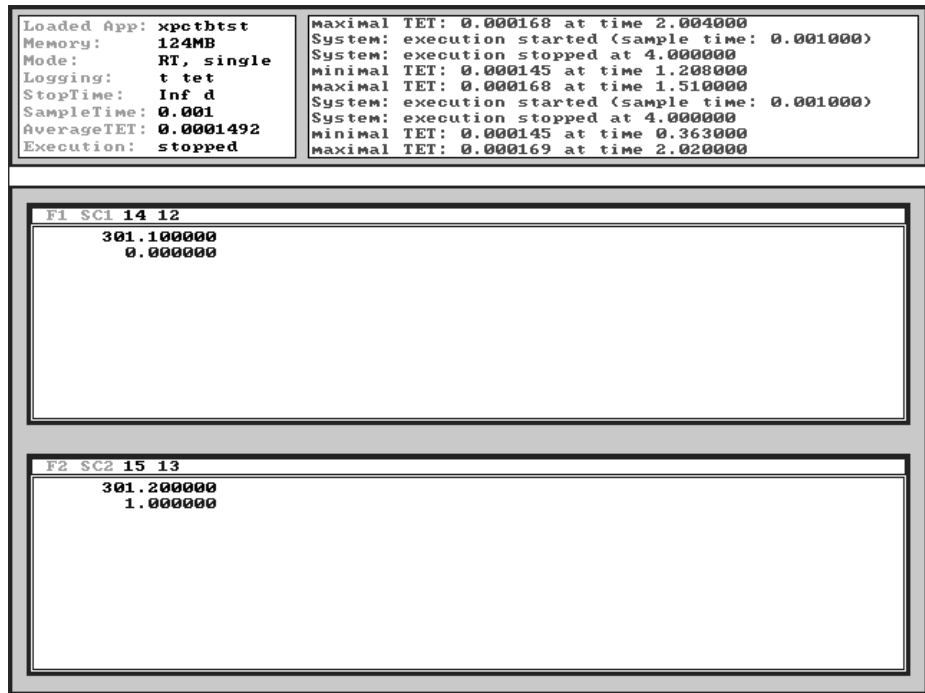 Loaded App: xpctbtst
Memory: 124MB
Mode: RT, single
Logging: t tet
StopTime: Inf d
SampleTime: 0.001
AverageTET: 0.0001492
Execution: stopped
maximal TET: 0.000168 at time 2.004000
System: execution started (sample time: 0.001000)
System: execution stopped at 4.000000
minimal TET: 0.000145 at time 1.208000
maximal TET: 0.000168 at time 1.510000
System: execution started (sample time: 0.001000)
System: execution stopped at 4.000000
minimal TET: 0.000145 at time 0.363000
maximal TET: 0.000169 at time 2.020000
F1 SC1 14 12
301.100000
0.000000
F2 SC2 15 13
301.200000
1.000000